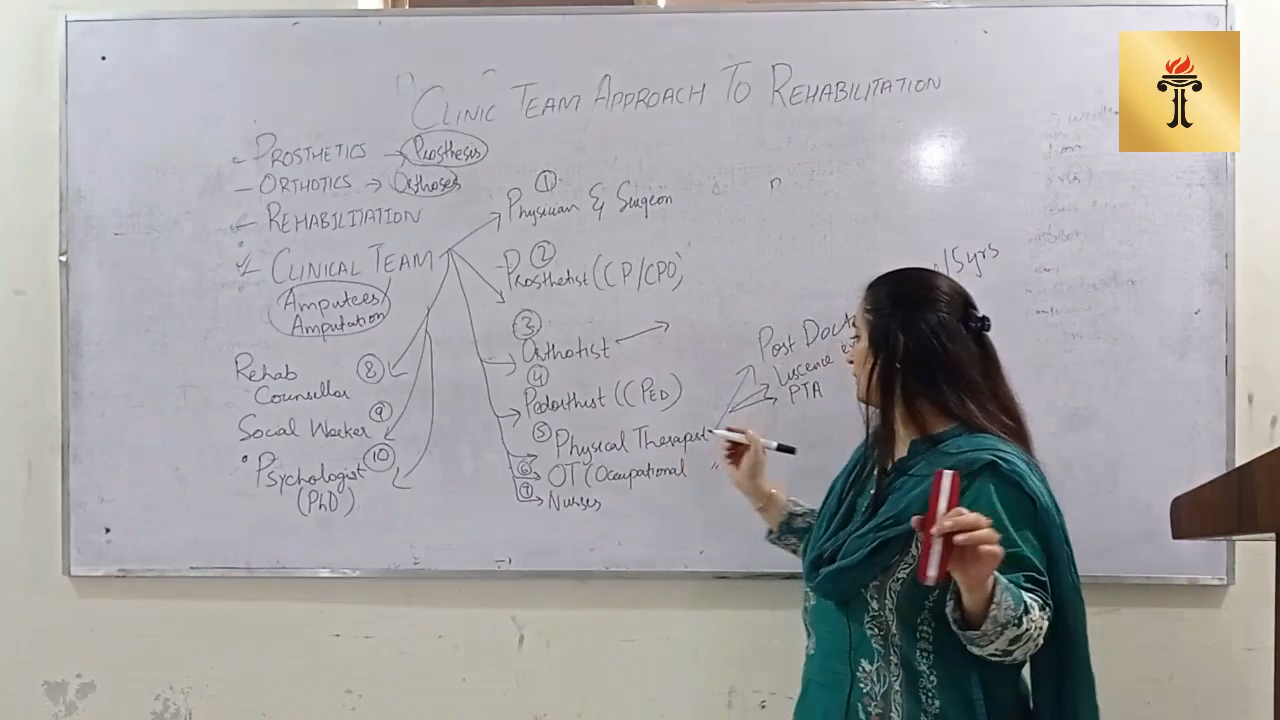 CLINIC TEAM APPROACH TO REHABILITATION
- PROSTHETICS → Prosthesis
- ORTHOTICS → Orthoses
REHABILITATION
CLINICAL TEAM
Amputees/
Amputation
① Physician & Surgeon
② Prosthetist (CP/CPO)
③ Orthotist →
④ Pedorthist (CPED)
⑤ Physical Therapist
⑥ OT (Occupational "
⑦ Nurses
Rehab ⑧
Counsellor
Social Worker ⑨
Psychologist ⑩
(PhD)
15yrs
Post Doct
Liscence
PTA